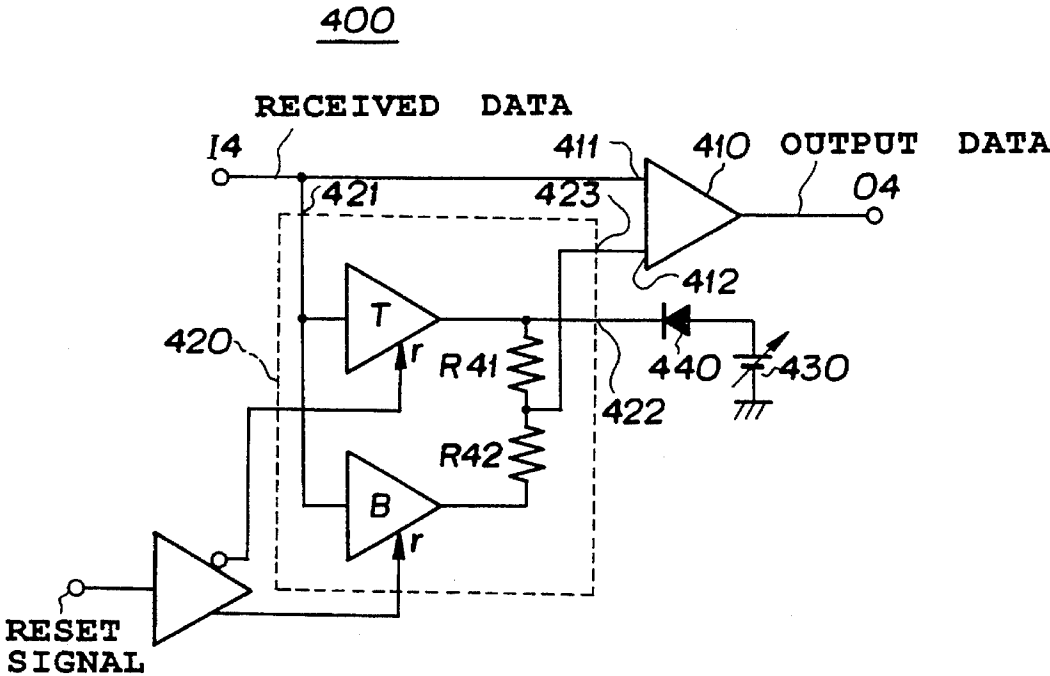 400
RECEIVED DATA
I4
411
410
OUTPUT DATA
O4
421
423
412
T
r
420
R41
440
430
422
R42
B
r
RESET
SIGNAL